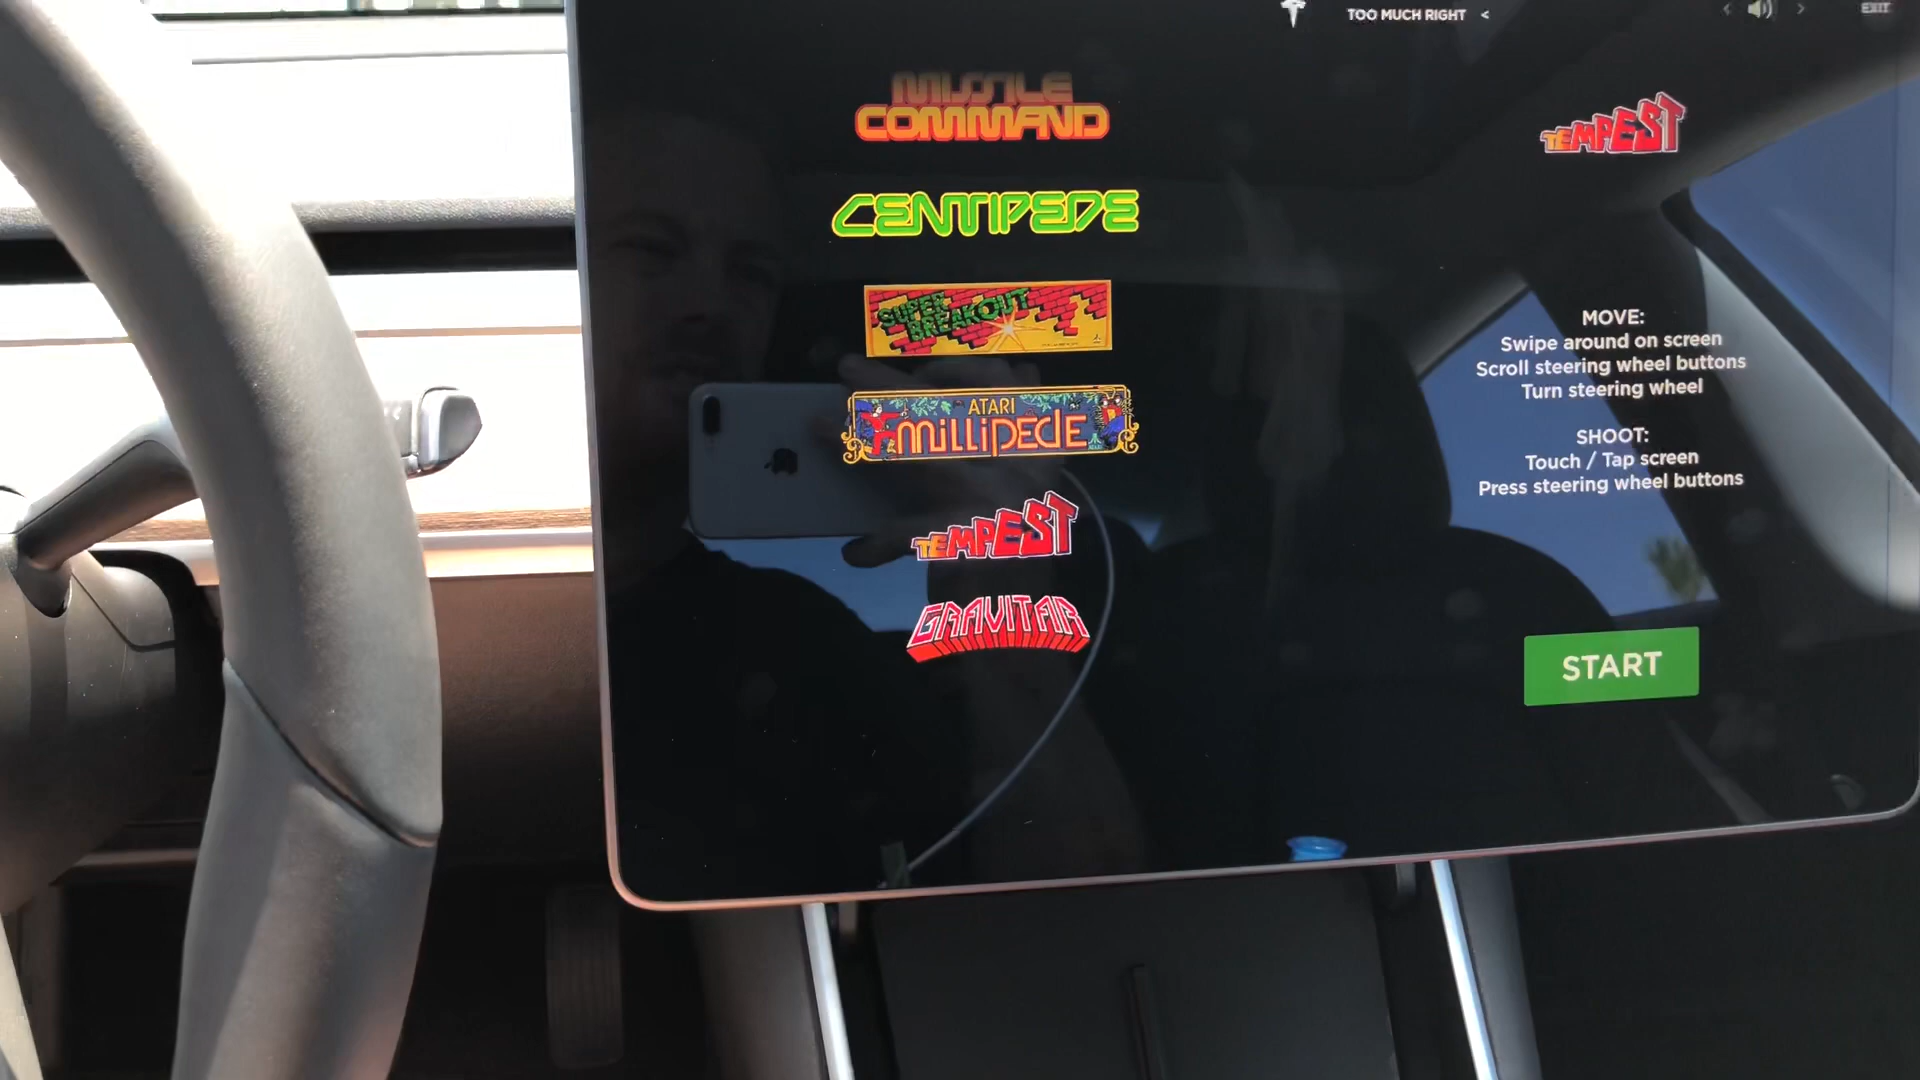 TOO MUCH RIGHT <
< >
EXIT
MISSILE
COMMAND
CENTIPEDE
SUPER
BREAKOUT
ATARI
MILLIPEDE
TEMPEST
GRAVITAR
TEMPEST
MOVE:
Swipe around on screen
Scroll steering wheel buttons
Turn steering wheel
SHOOT:
Touch / Tap screen
Press steering wheel buttons
START